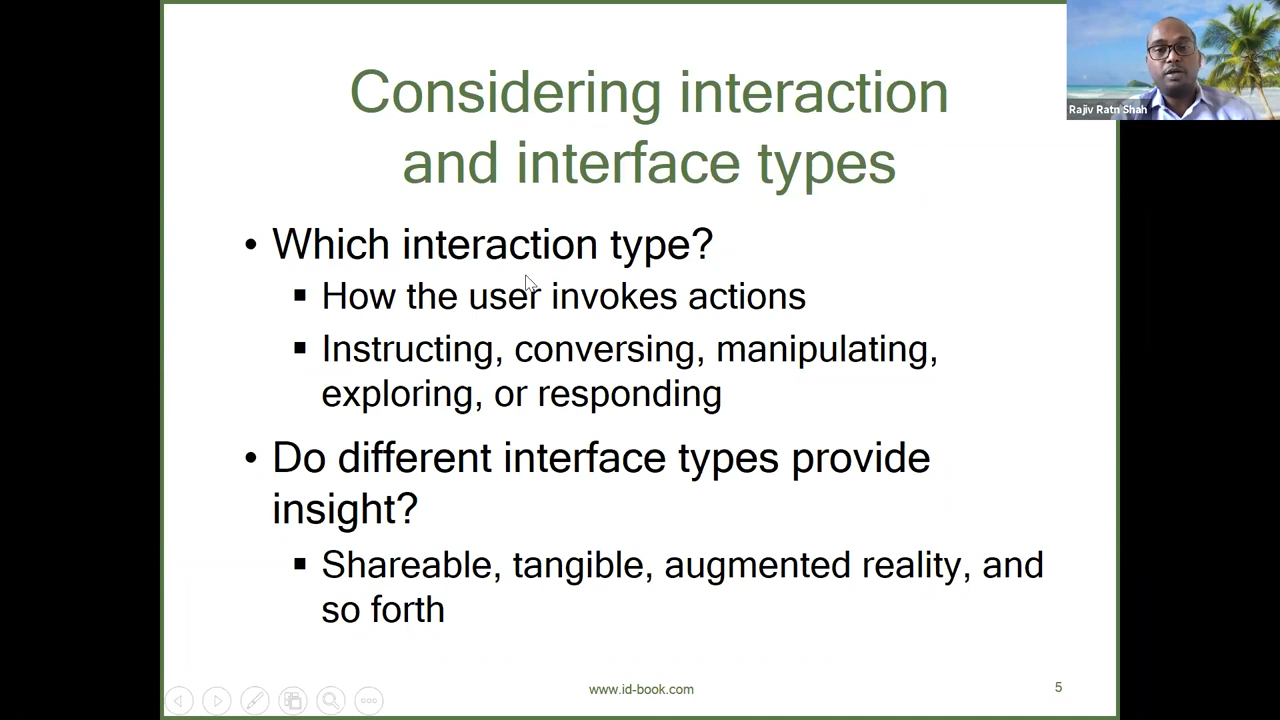 Considering interaction
and interface types
Rajiv Ratn Shah
• Which interaction type?
▪ How the user invokes actions
▪ Instructing, conversing, manipulating,
exploring, or responding
• Do different interface types provide
insight?
▪ Shareable, tangible, augmented reality, and
so forth
www.id-book.com
5